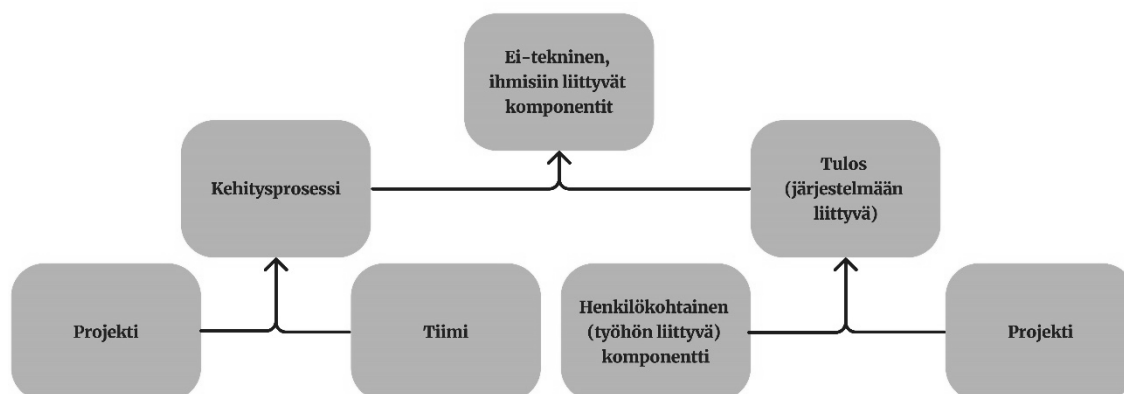 Ei-tekninen,
ihmisiin liittyvät
komponentit
Kehitysprosessi
Tulos
(järjestelmään
liittyvä)
Projekti
Tiimi
Henkilökohtainen
(työhön liittyvä)
komponentti
Projekti